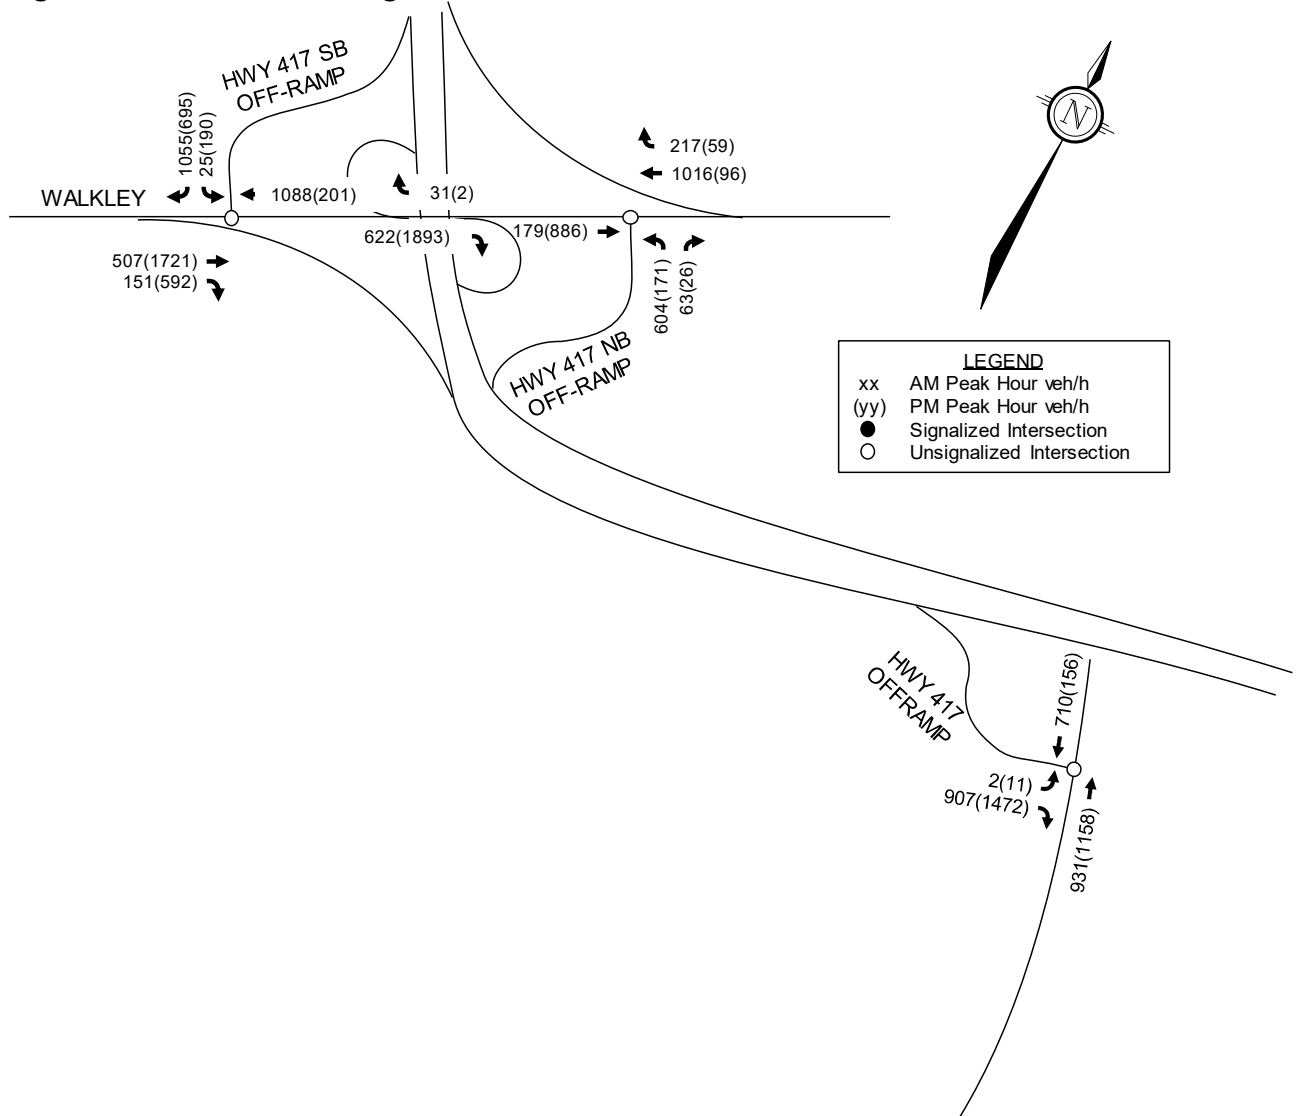 HWY 417 SB
OFF-RAMP
1055(695)
25(190)
217(59)
1016(96)
N
WALKLEY
1088(201)
31(2)
622(1893)
179(886)
507(1721)
151(592)
604(171)
63(26)
HWY 417 NB
OFF-RAMP
LEGEND
xx AM Peak Hour veh/h
(yy) PM Peak Hour veh/h
Signalized Intersection
Unsignalized Intersection
HWY 417
OFFRAMP
710(156)
2(11)
907(1472)
931(1158)